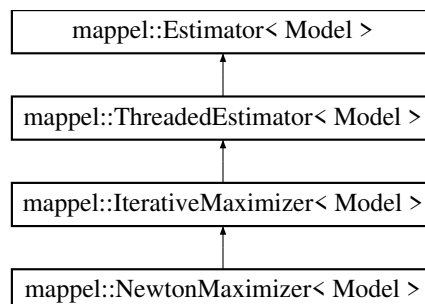 mappel::Estimator< Model >
mappel::ThreadedEstimator< Model >
mappel::IterativeMaximizer< Model >
mappel::NewtonMaximizer< Model >